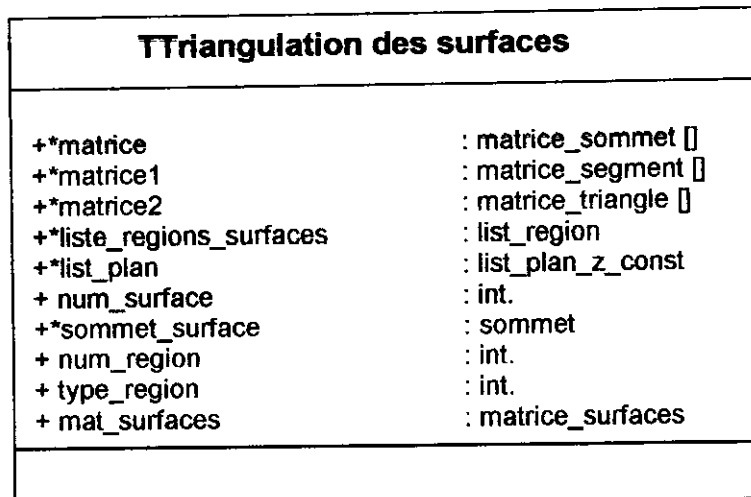 TTriangulation des surfaces
+*matrice : matrice_sommet []
+*matrice1 : matrice_segment []
+*matrice2 : matrice_triangle []
+*liste_regions_surfaces : list_region
+*list_plan : list_plan_z_const
+ num_surface : int.
+*sommet_surface : sommet
+ num_region : int.
+ type_region : int.
+ mat_surfaces : matrice_surfaces